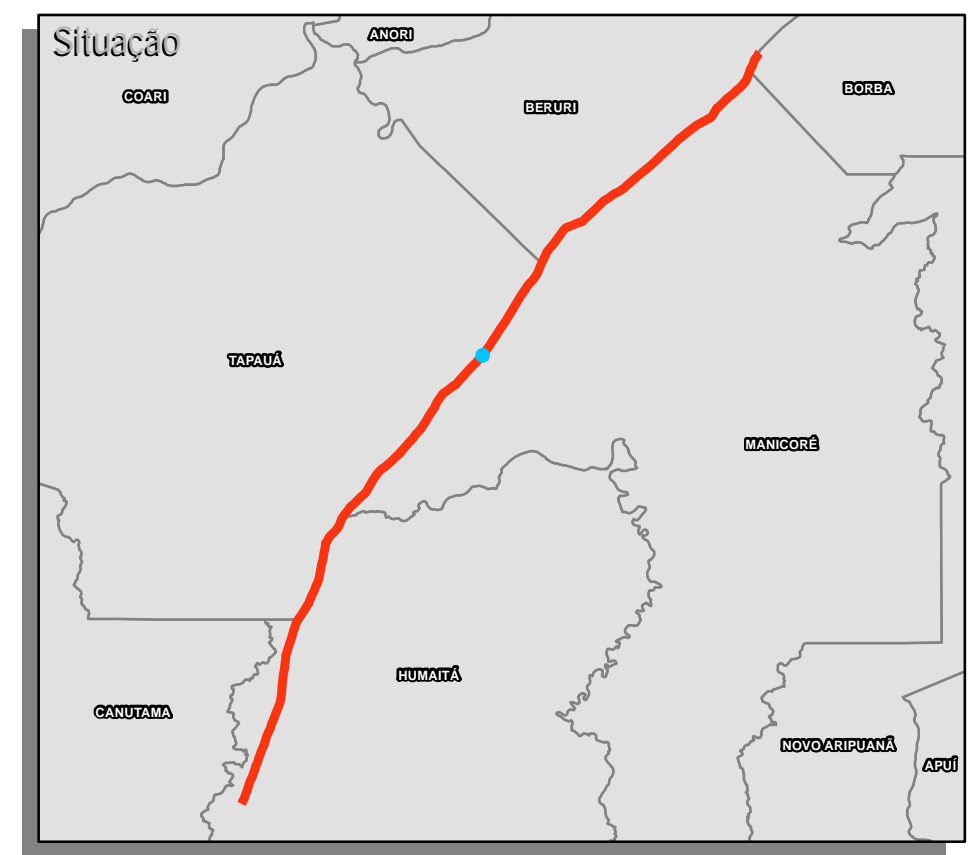 Situação
ANORI
COARI
BORBA
BERURI
TAPAUÁ
MANICORÉ
HUMAITÁ
CANUTAMA
NOVO ARIPUANÃ
APUÍ